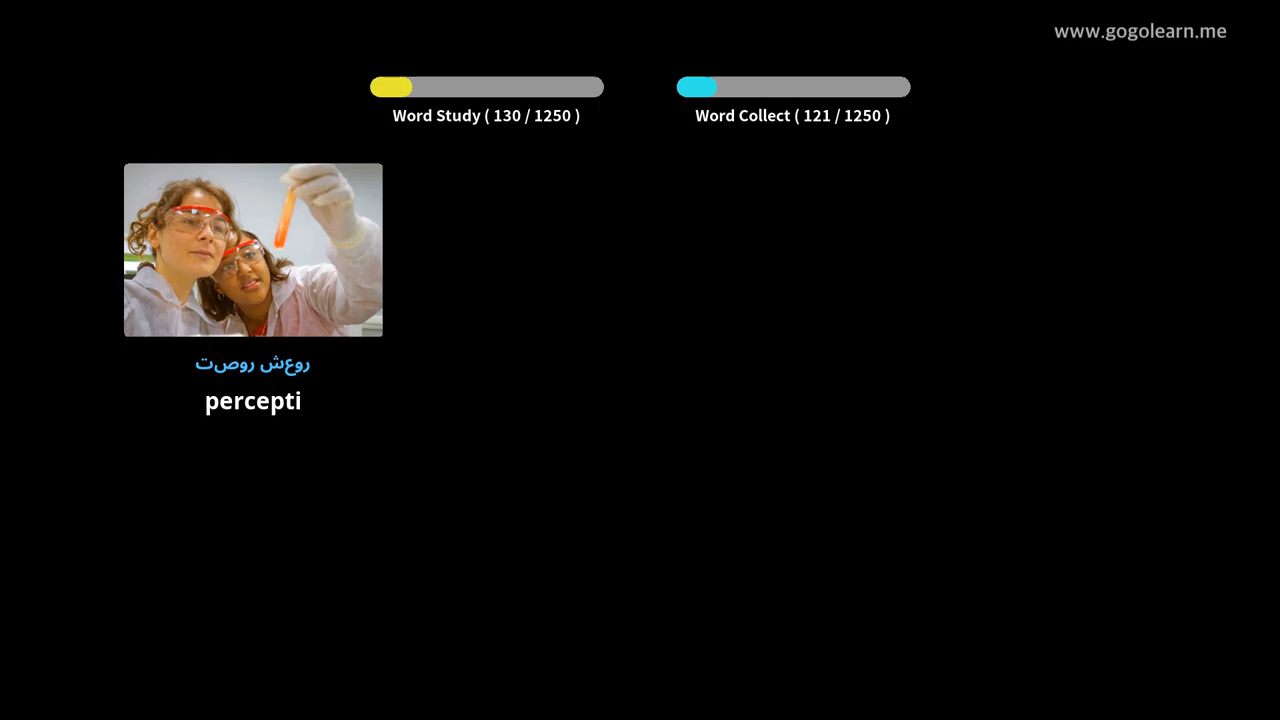 www.gogolearn.me
Word Study ( 130 / 1250 )
Word Collect ( 121 / 1250 )
روعش روصت
percepti